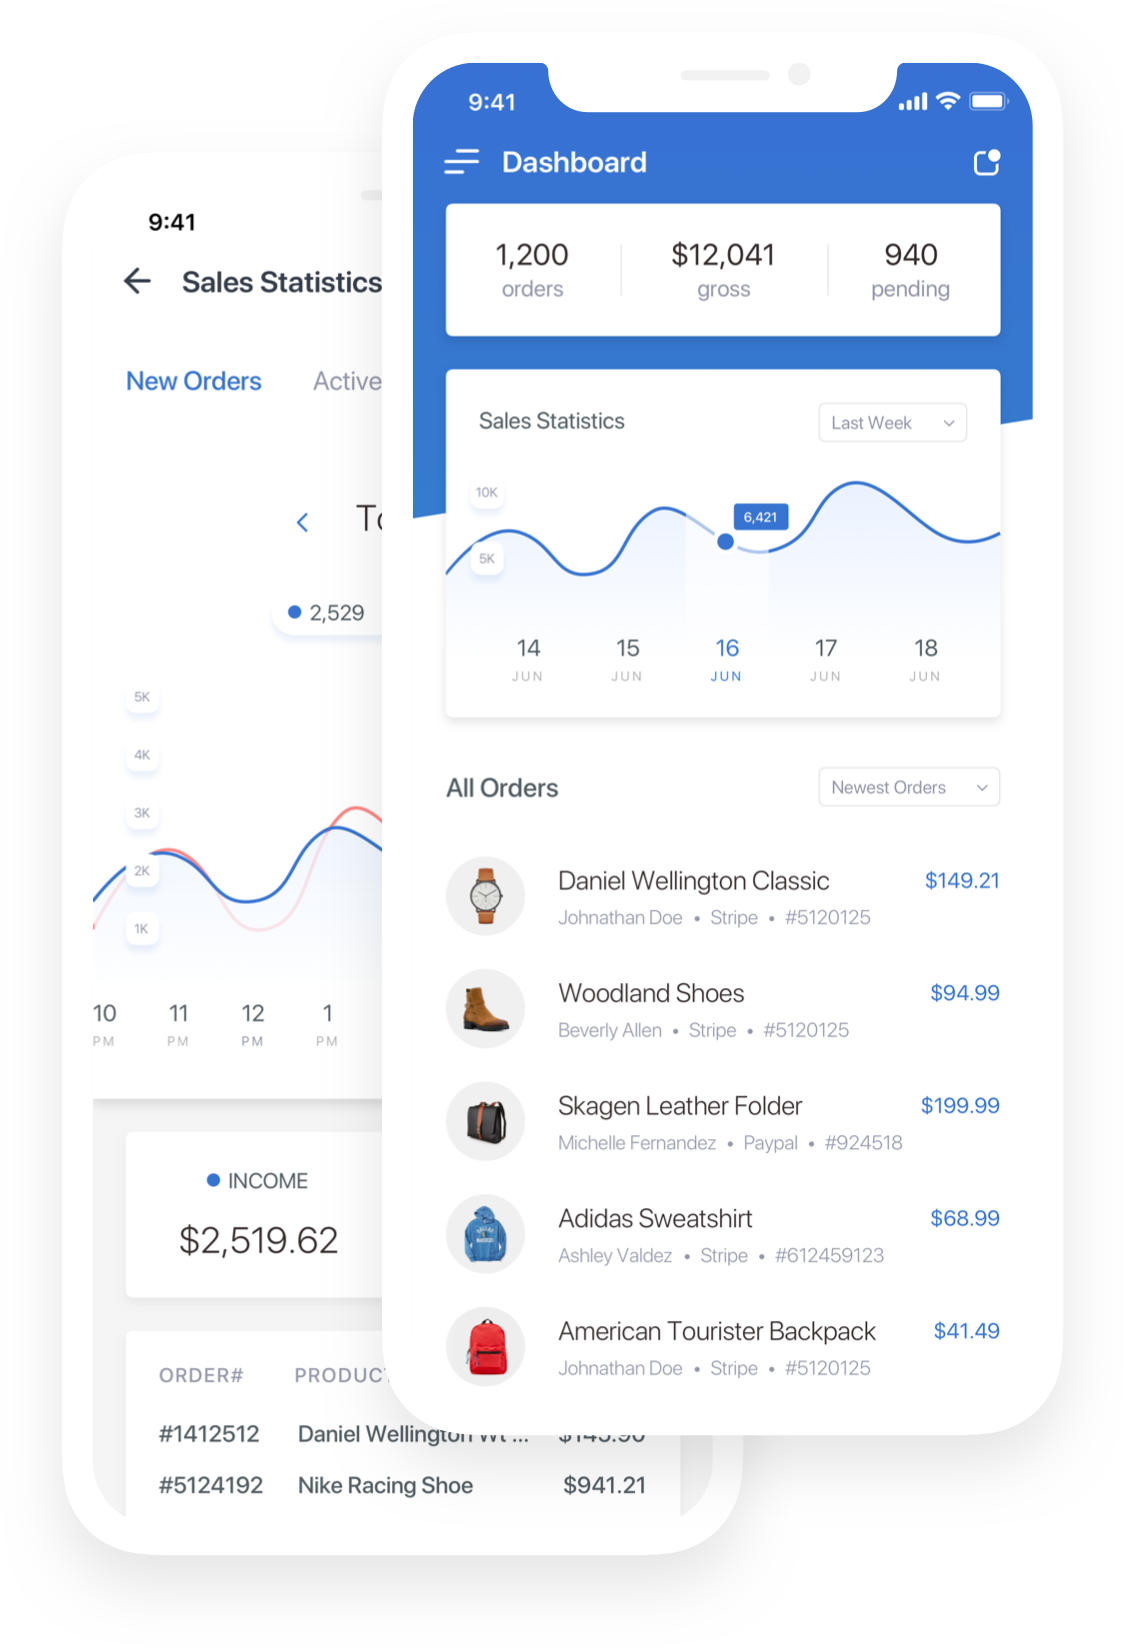 9:41
Dashboard
1,200 $12,041 940
orders gross pending
Sales Statistics Last Week
10K
6,421
5K
14 15 16 17 18
JUN JUN JUN JUN JUN
All Orders Newest Orders
Daniel Wellington Classic $149.21
Johnathan Doe • Stripe • #5120125
Woodland Shoes $94.99
Beverly Allen • Stripe • #5120125
Skagen Leather Folder $199.99
Michelle Fernandez • Paypal • #924518
Adidas Sweatshirt $68.99
Ashley Valdez • Stripe • #612459123
American Tourister Backpack $41.49
Johnathan Doe • Stripe • #5120125
9:41
Sales Statistics
New Orders Active
2,529
5K
4K
3K
2K
1K
10 11 12 1
PM PM PM PM
INCOME
$2,519.62
ORDER# PRODUC
#1412512 Daniel Wellington
#5124192 Nike Racing Shoe $941.21